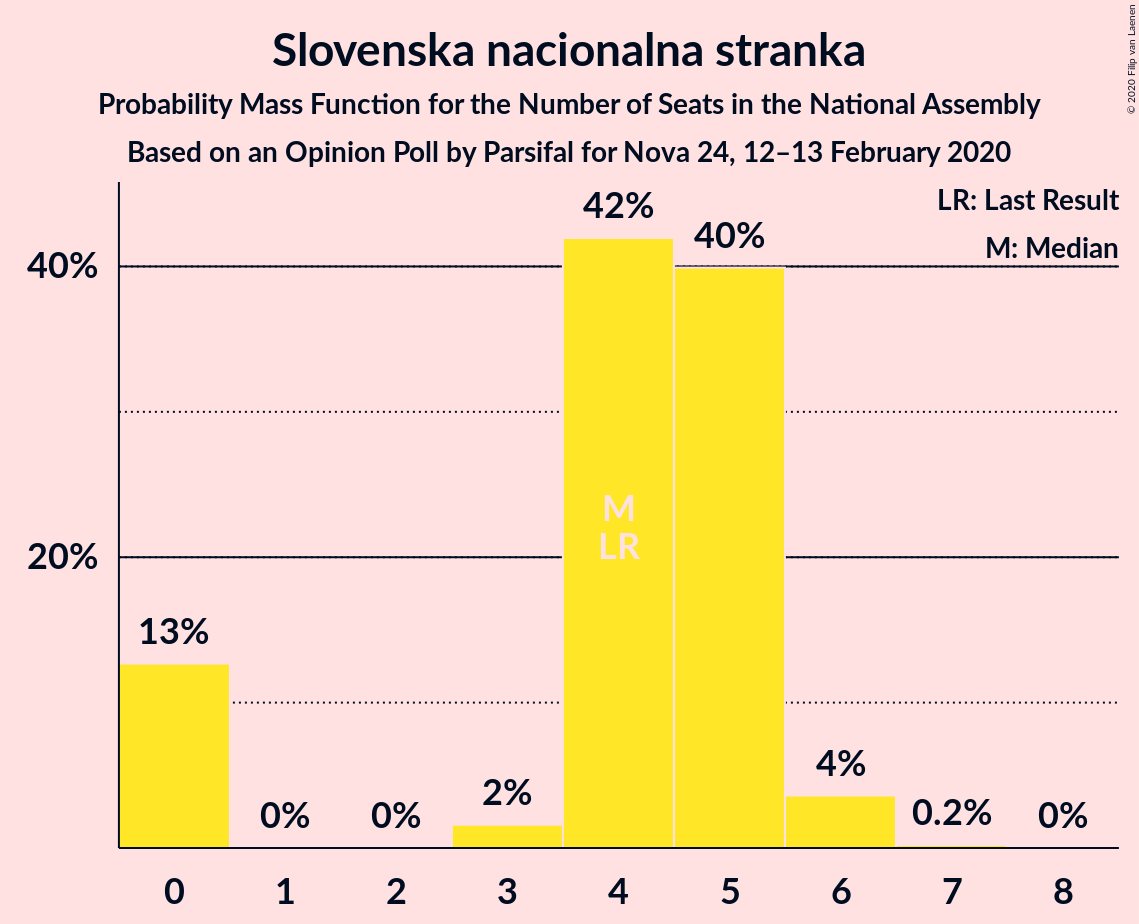 Slovenska nacionalna stranka
Probability Mass Function for the Number of Seats in the National Assembly
Based on an Opinion Poll by Parsifal for Nova 24, 12–13 February 2020
© 2020 Filip van Laenen
LR: Last Result
M: Median
40%
20%
13%
0%
0%
2%
42%
40%
4%
0.2%
0%
M
LR
0 1 2 3 4 5 6 7 8